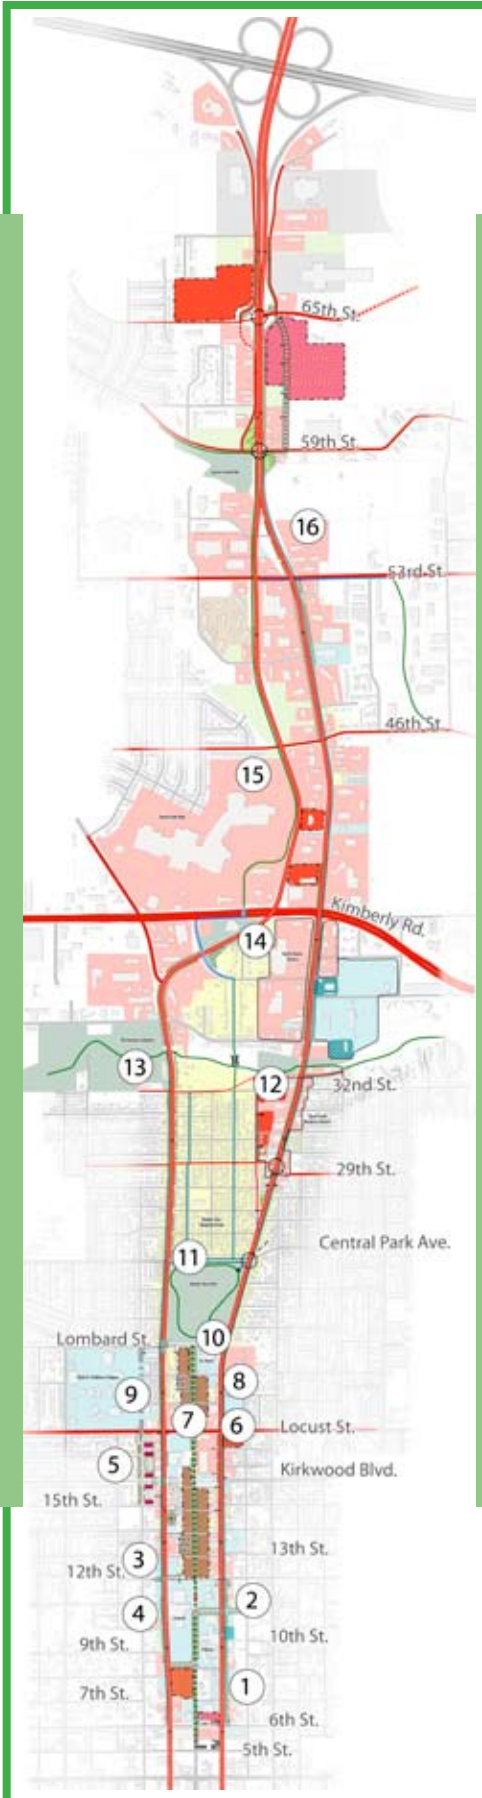 65th St.
59th St.
16
53rd St.
46th St.
15
Kimberly Rd.
14
13
12
32nd St.
29th St.
11
Central Park Ave.
10
Lombard St.
9
8
7
6
Locust St.
5
Kirkwood Blvd.
15th St.
3
13th St.
12th St.
4
2
9th St.
10th St.
7th St.
1
6th St.
5th St.